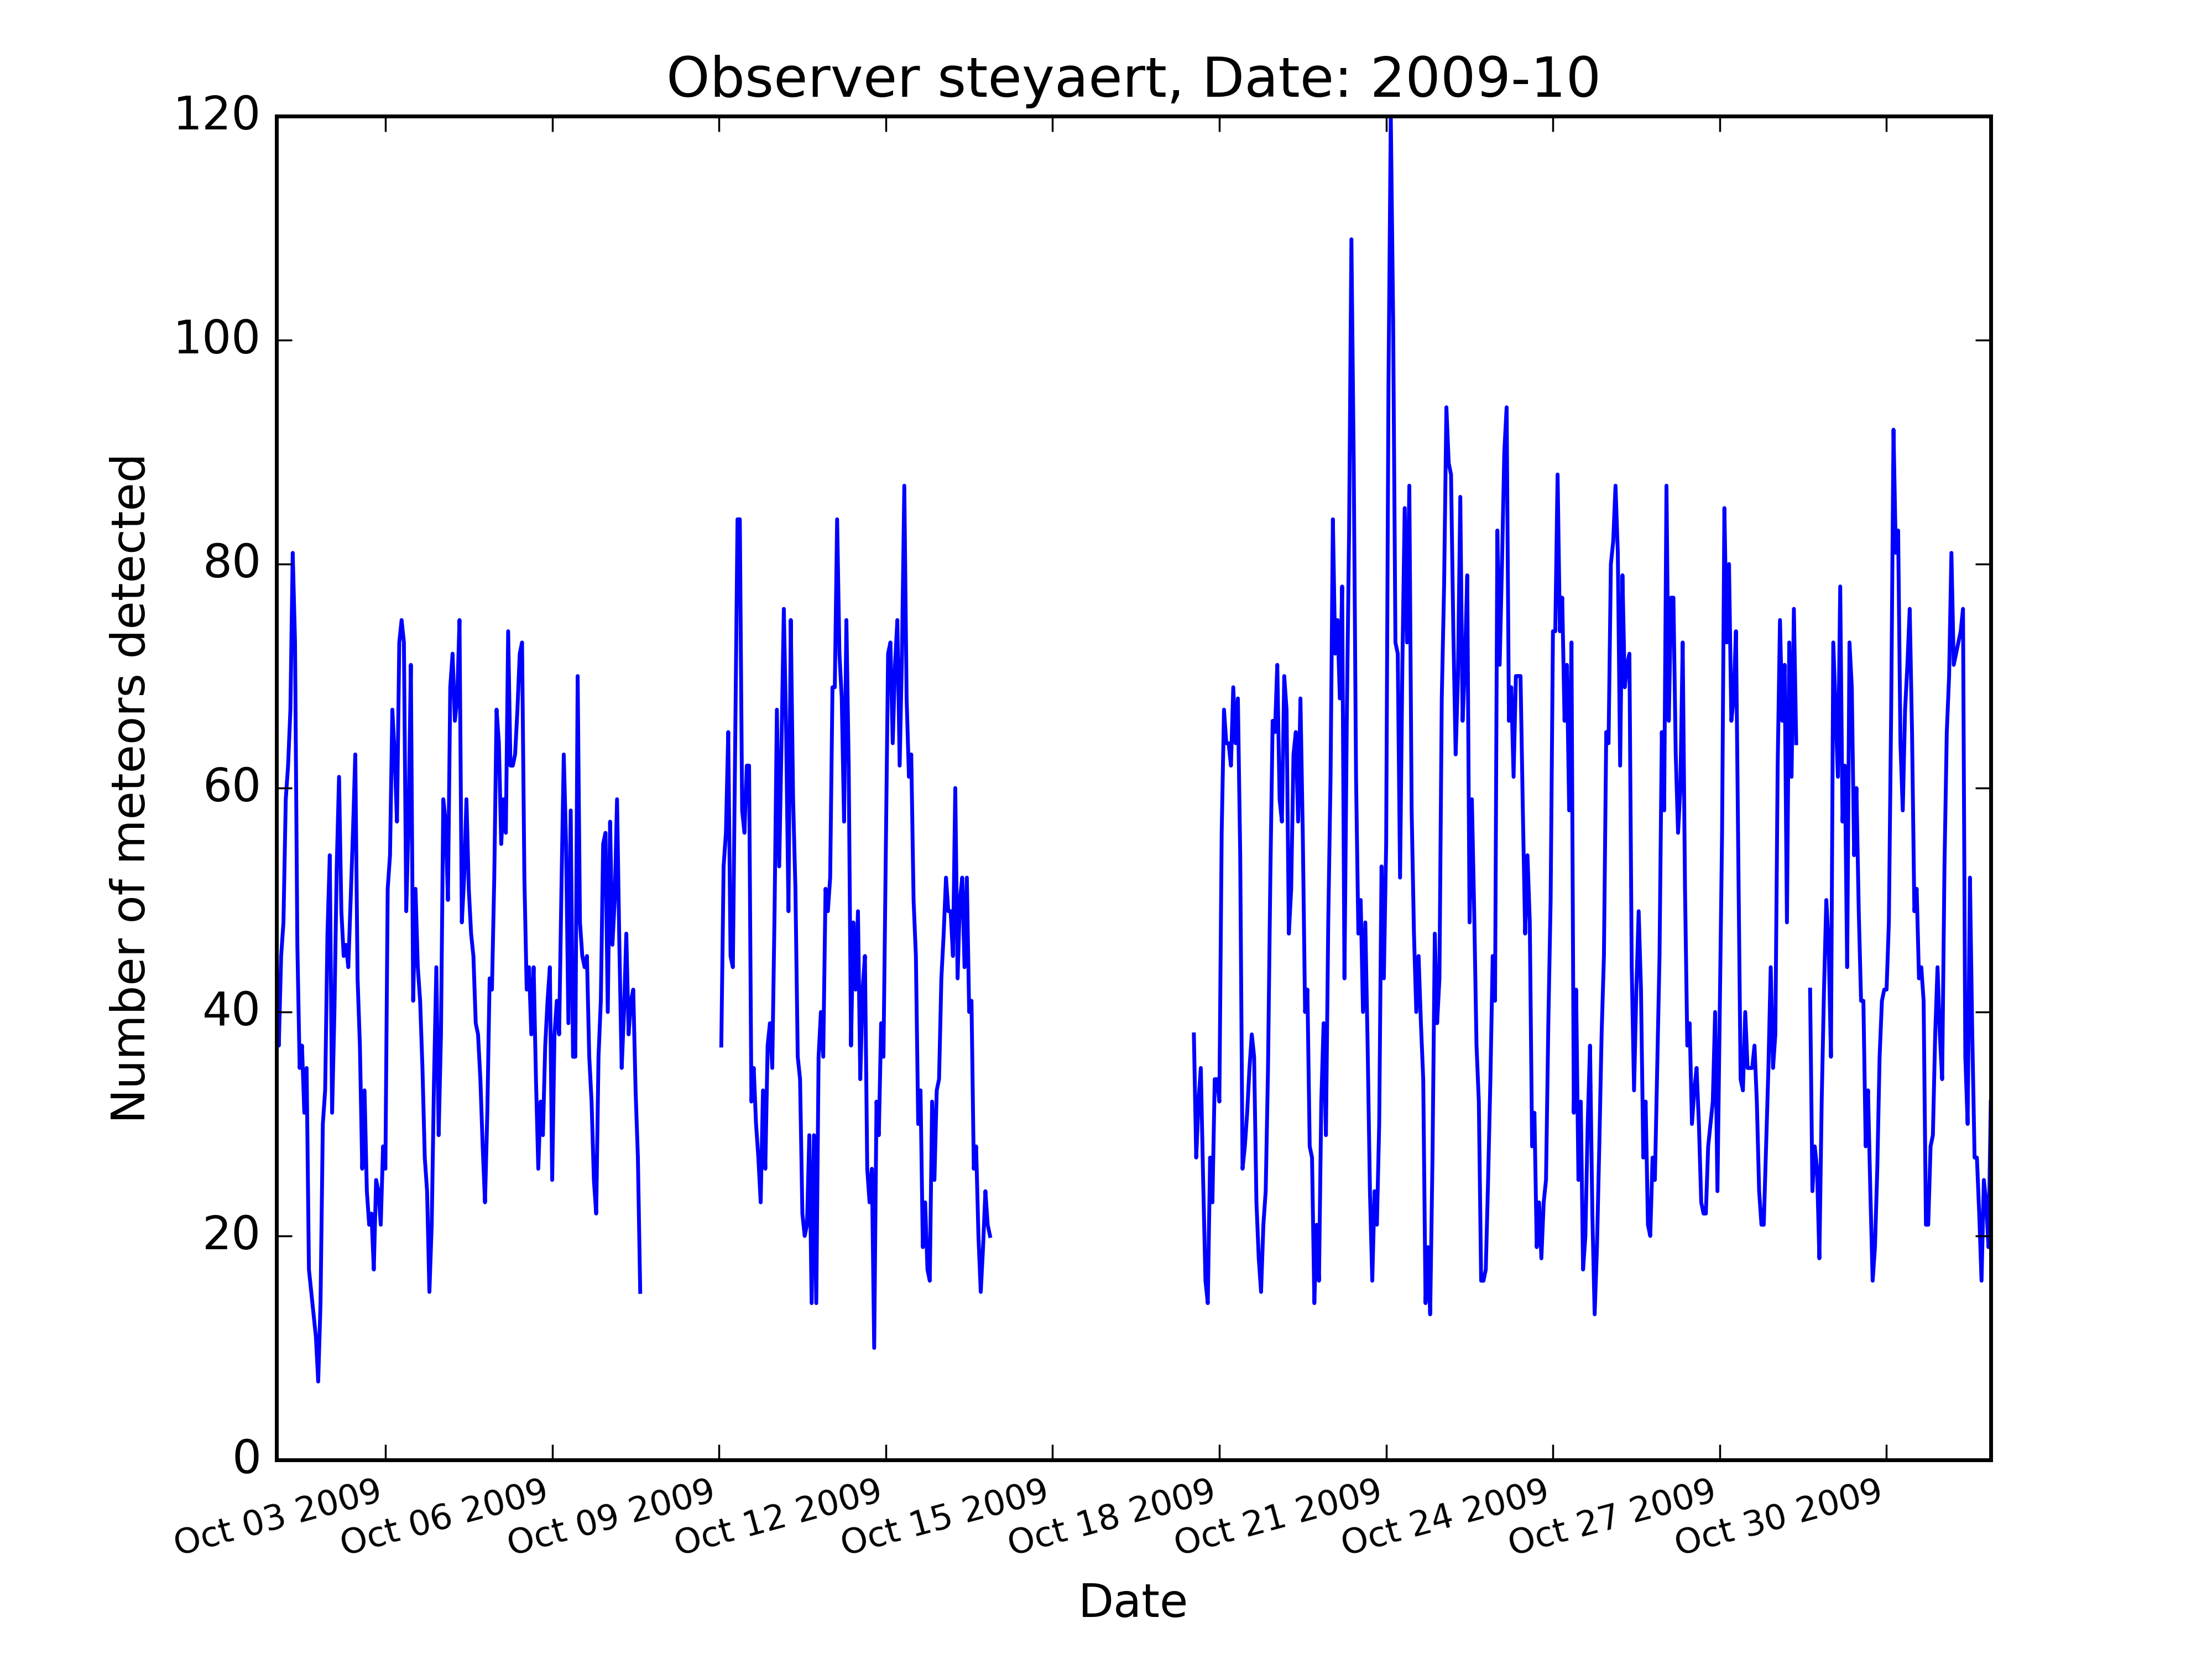 Observer steyaert, Date: 2009-10
120
100
80
60
40
20
0
Number of meteors detected
Oct 03 2009
Oct 06 2009
Oct 09 2009
Oct 12 2009
Oct 15 2009
Oct 18 2009
Oct 21 2009
Oct 24 2009
Oct 27 2009
Oct 30 2009
Date